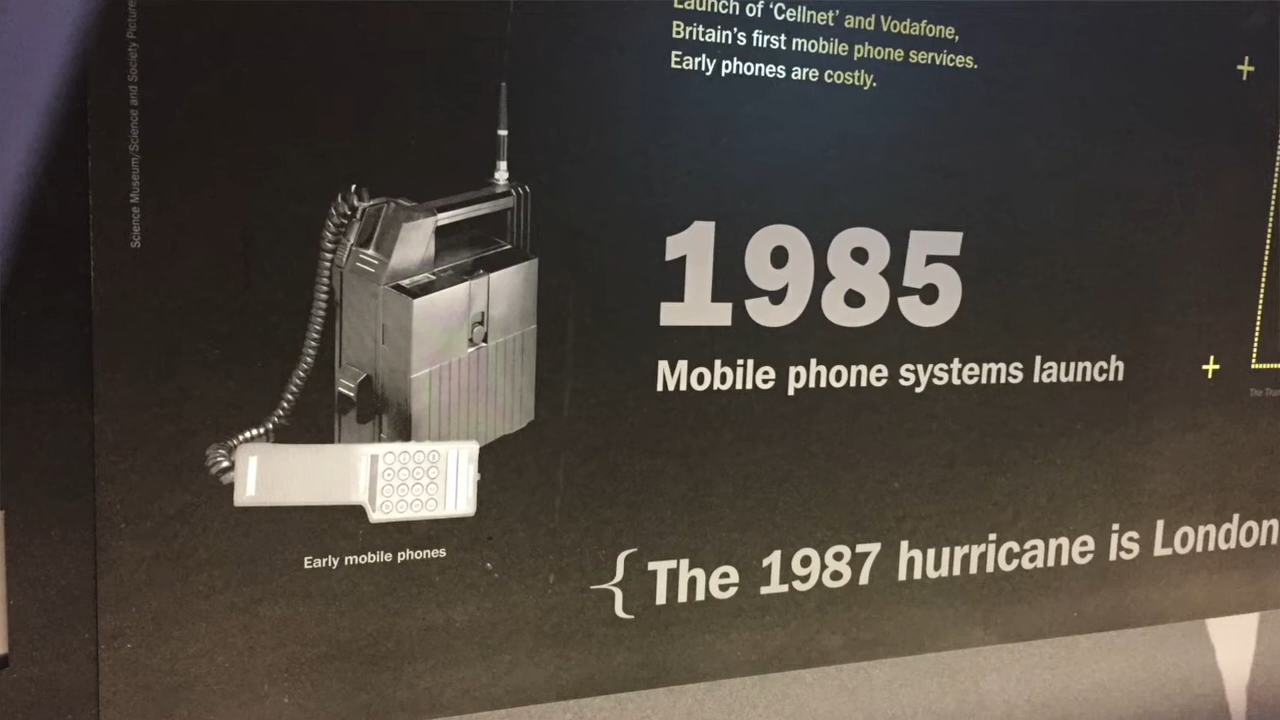 Science Museum/Science and Society Picture
Launch of ‘Cellnet’ and Vodafone,
Britain’s first mobile phone services.
Early phones are costly.
1985
Mobile phone systems launch
Early mobile phones
{The 1987 hurricane is London